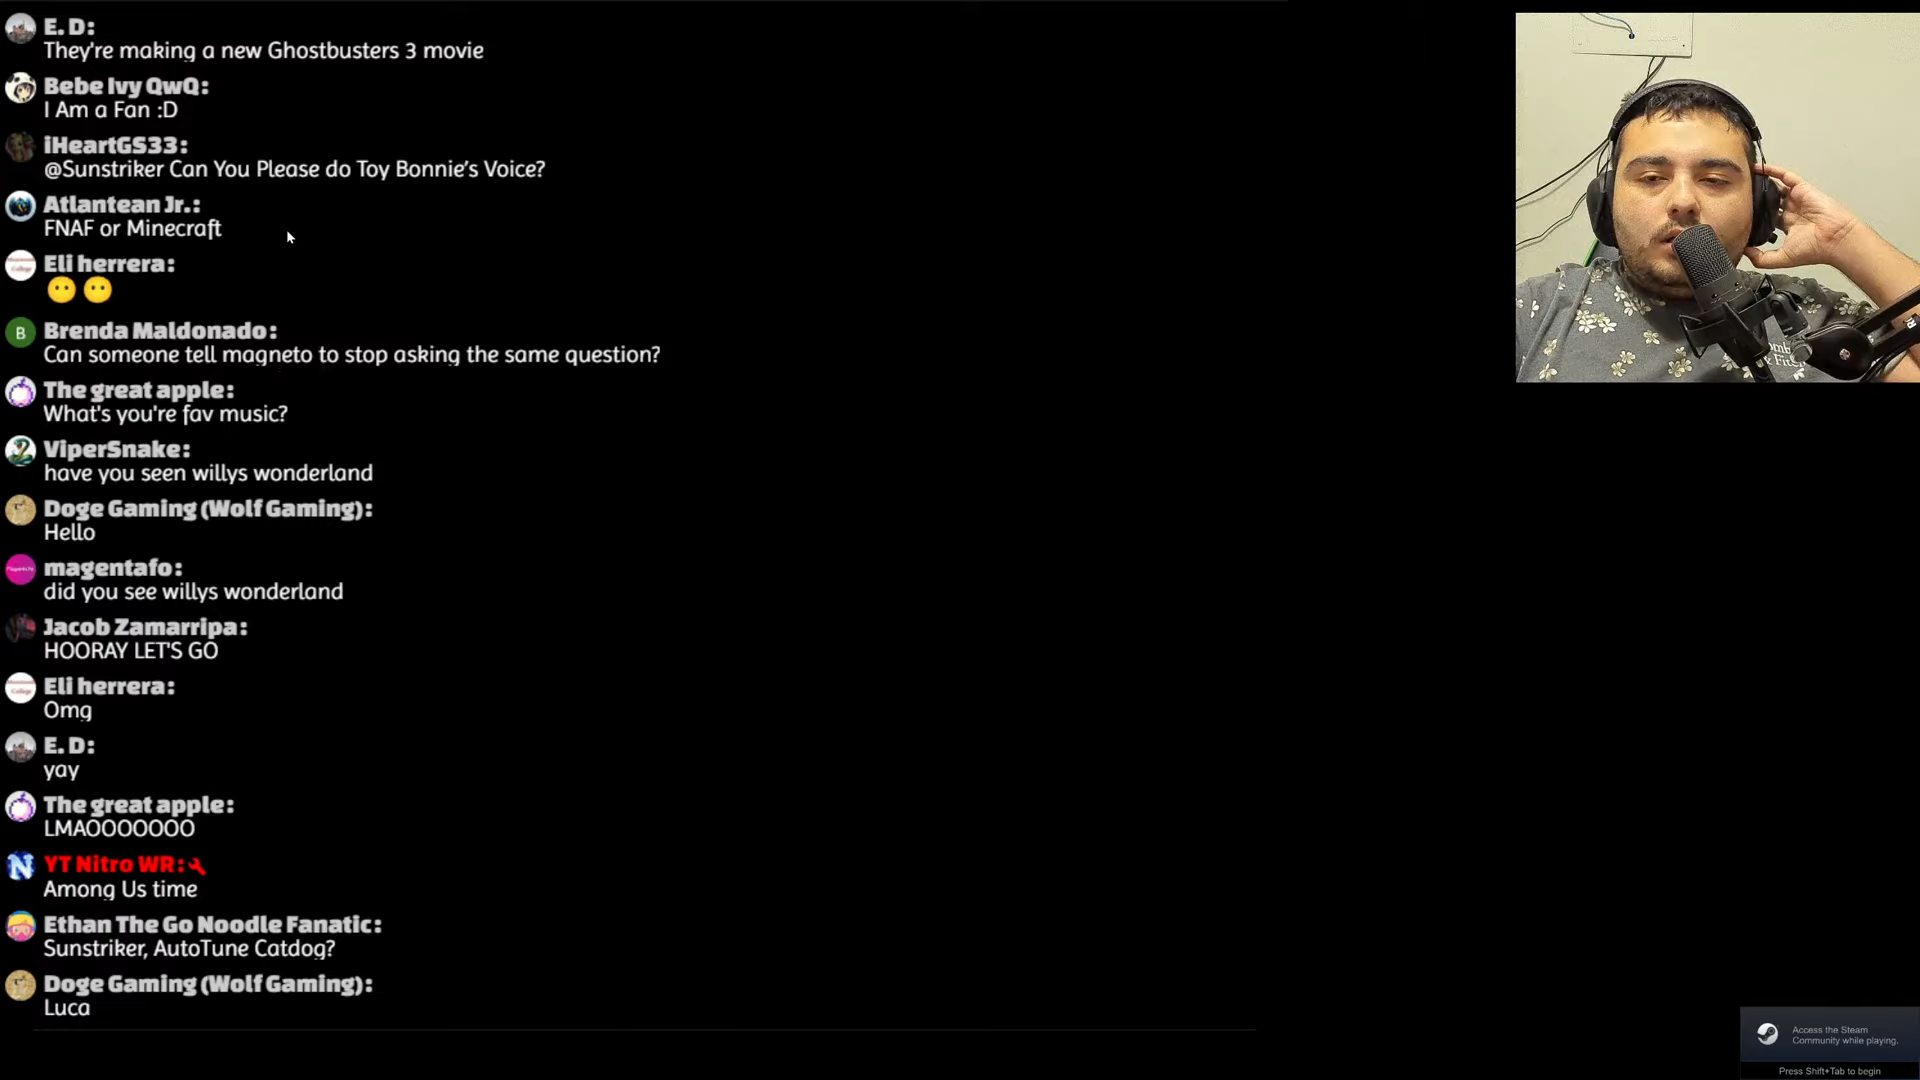 E. D:
They're making a new Ghostbusters 3 movie
Bebe Ivy QwQ:
I Am a Fan :D
iHeartGS33:
@Sunstriker Can You Please do Toy Bonnie's Voice?
Atlantean Jr.:
FNAF or Minecraft
Eli herrera:
😶 😶
B
Brenda Maldonado:
Can someone tell magneto to stop asking the same question?
The great apple:
What's you're fav music?
ViperSnake:
have you seen willys wonderland
Doge Gaming (Wolf Gaming):
Hello
magentafo:
did you see willys wonderland
Jacob Zamarripa:
HOORAY LET'S GO
Eli herrera:
Omg
E. D:
yay
The great apple:
LMAOOOOOOO
N
YT Nitro WR:
Among Us time
Ethan The Go Noodle Fanatic:
Sunstriker, AutoTune Catdog?
Doge Gaming (Wolf Gaming):
Luca
Access the Steam
Community while playing.
Press Shift+Tab to begin